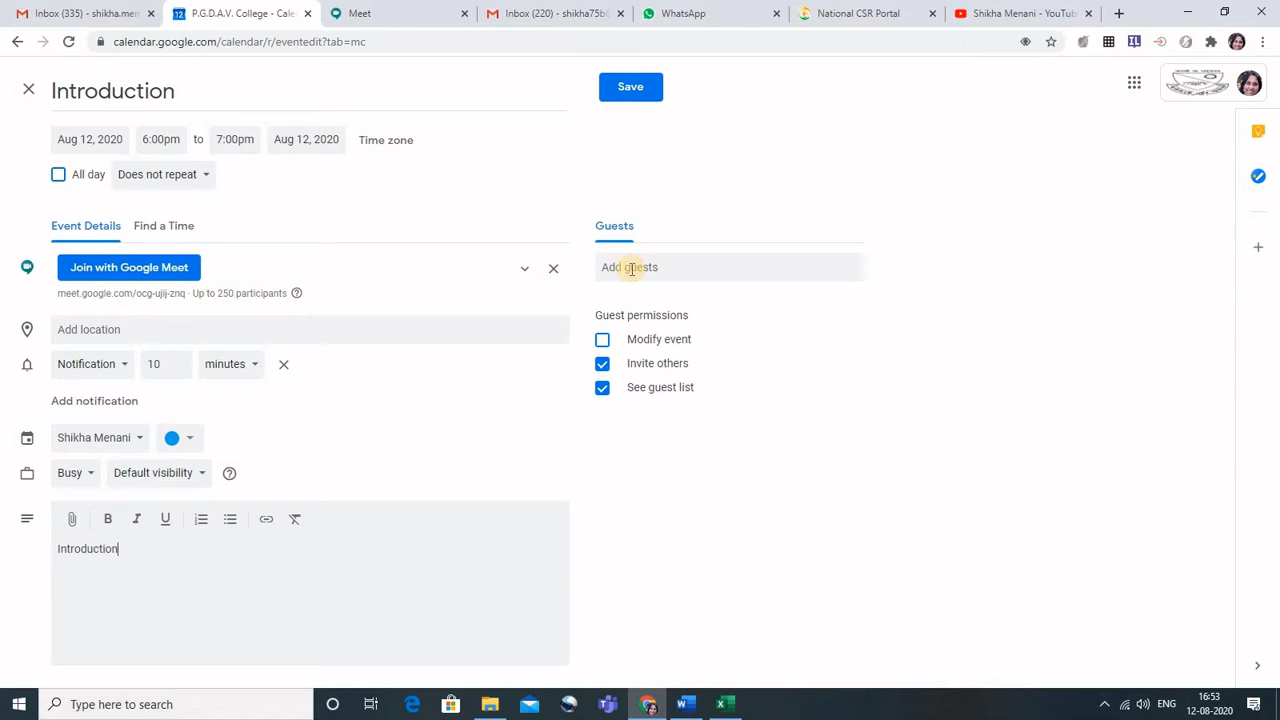 Inbox (335) - shikha.men
P.G.D.A.V. College - Cale
Meet
Inbox (220) - shikha75b
WhatsApp
National CSR Portal
Shikha Menani - YouTube
calendar.google.com/calendar/r/eventedit?tab=mc
Introduction
Save
Aug 12, 2020 6:00pm to 7:00pm Aug 12, 2020 Time zone
All day Does not repeat
Event Details Find a Time
Guests
Join with Google Meet
Add guests
meet.google.com/ocg-ujij-znq · Up to 250 participants
Guest permissions
Add location
Modify event
Notification 10 minutes
Invite others
See guest list
Add notification
Shikha Menani
Busy Default visibility
Introduction
Type here to search
ENG
16:53
12-08-2020